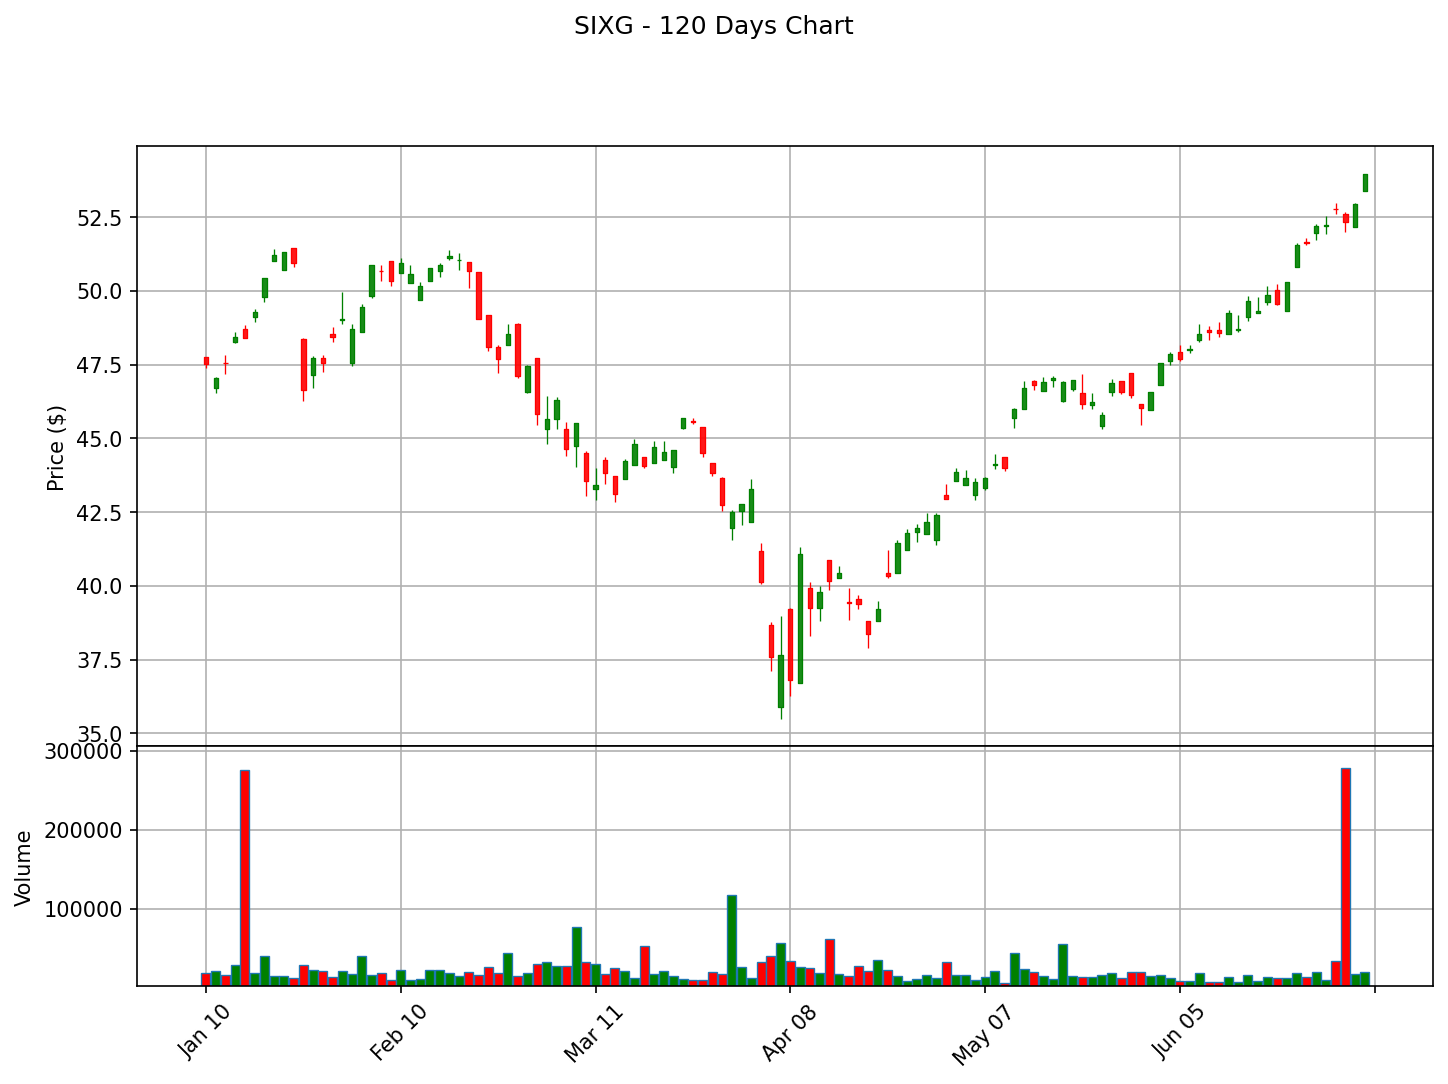 SIXG - 120 Days Chart
52.5
50.0
47.5
45.0
42.5
40.0
37.5
35.0
Price ($)
300000
200000
100000
Volume
Jan 10
Feb 10
Mar 11
Apr 08
May 07
Jun 05